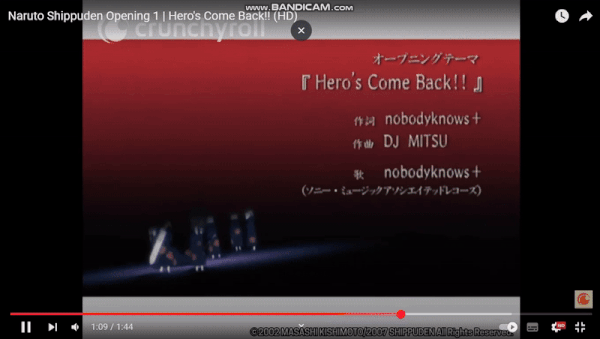 WWW.BANDICAM.COM
Naruto Shippuden Opening 1 | Hero's Come Back!! (HD)
crunchyroll
オープニングテーマ
『Hero's Come Back!!』
作詞 nobodyknows+
作曲 DJ MITSU
歌 nobodyknows+
(ソニー・ミュージックアソシエイテッドレコーズ)
1:09 / 1:44
© 2002 MASASHI KISHIMOTO/2007 SHIPPUDEN All Rights Reserved.
HD